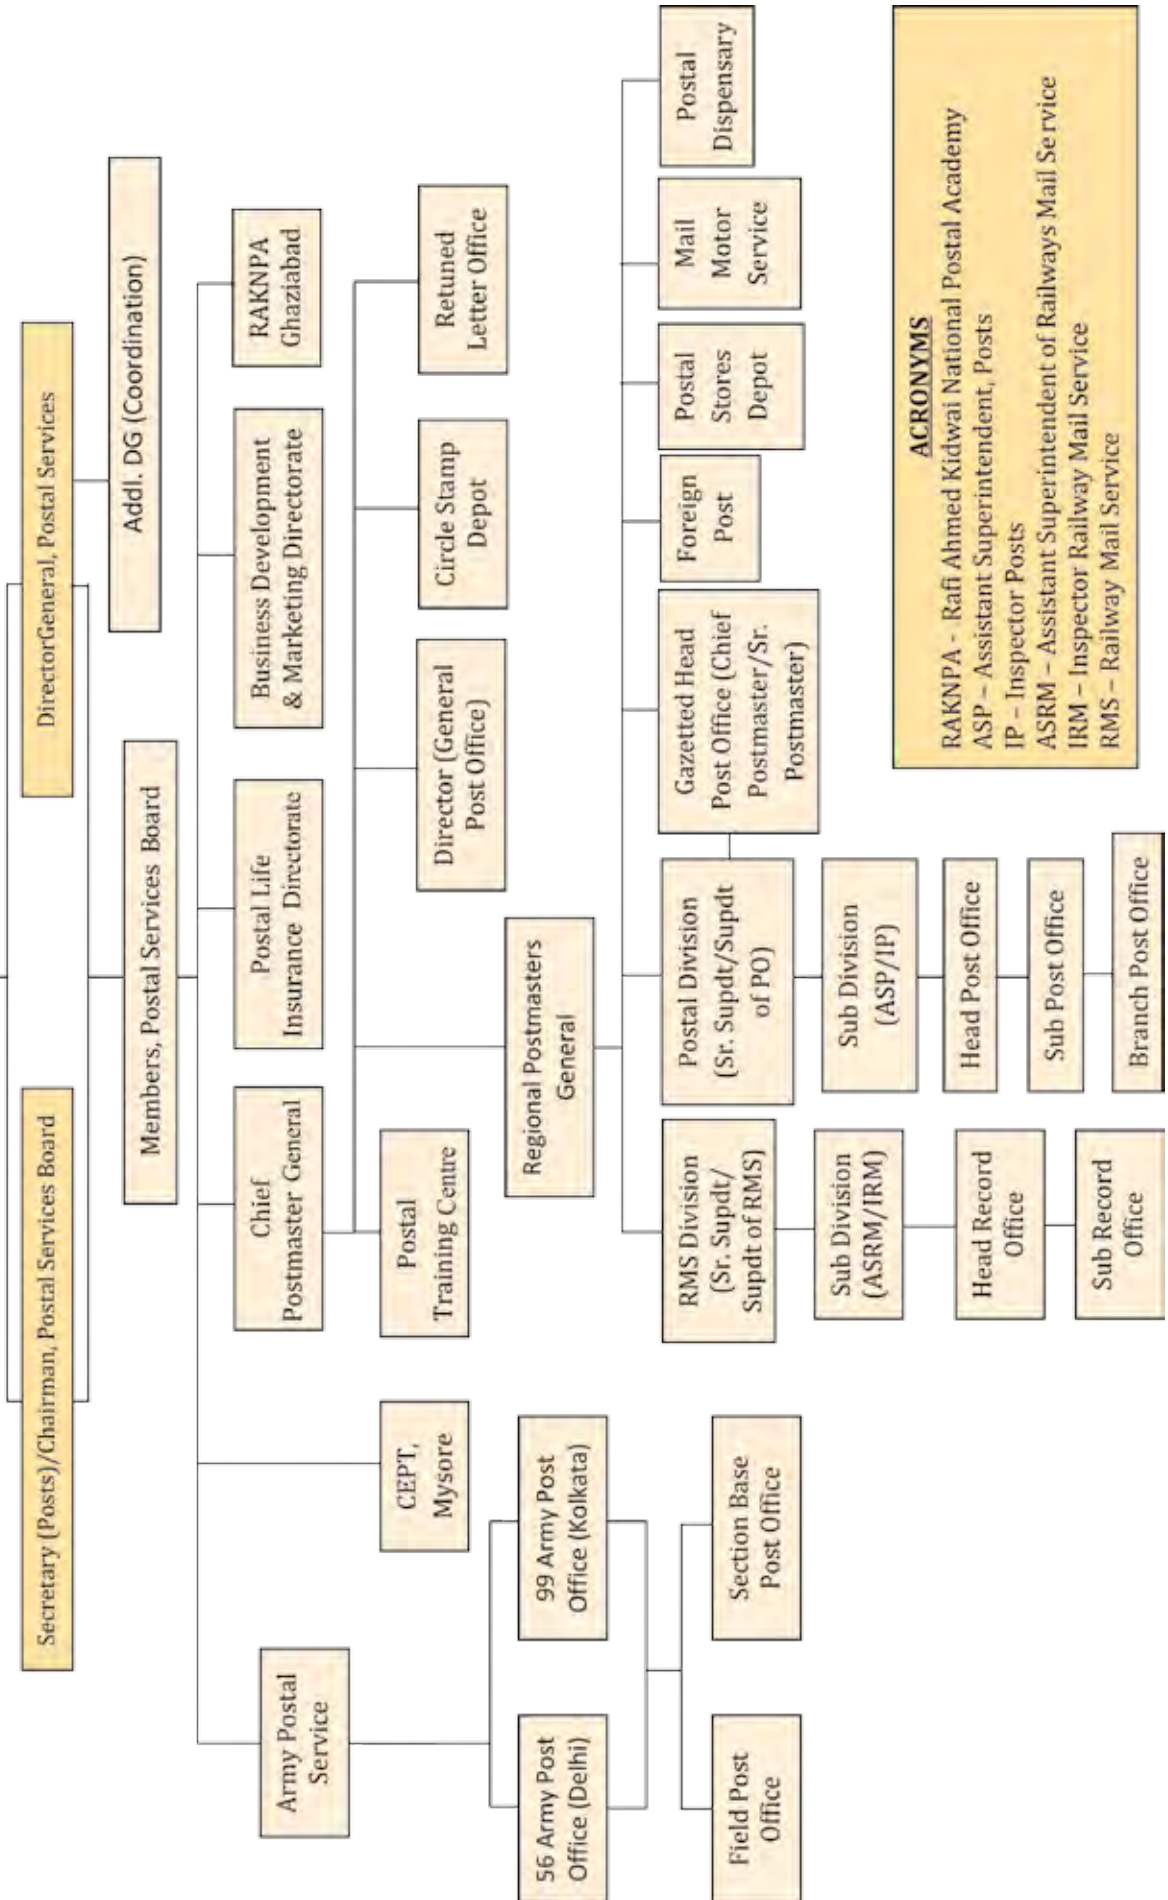 Secretary (Posts)/Chairman, Postal Services Board
DirectorGeneral, Postal Services
Addl. DG (Coordination)
Members, Postal Services Board
Army Postal
Service
CEPT,
Mysore
Chief
Postmaster General
Postal Life
Insurance Directorate
Business Development
& Marketing Directorate
RAKNPA
Ghaziabad
Postal
Training Centre
Director (General
Post Office)
Circle Stamp
Depot
Retuned
Letter Office
56 Army Post
Office (Delhi)
99 Army Post
Office (Kolkata)
Regional Postmasters
General
Field Post
Office
Section Base
Post Office
RMS Division
(Sr. Supdt/
Supdt of RMS)
Postal Division
(Sr. Supdt/Supdt
of PO)
Gazetted Head
Post Office (Chief
Postmaster/Sr.
Postmaster)
Foreign
Post
Postal
Stores
Depot
Mail
Motor
Service
Postal
Dispensary
Sub Division
(ASRM/IRM)
Sub Division
(ASP/IP)
Head Record
Office
Head Post Office
Sub Record
Office
Sub Post Office
Branch Post Office
ACRONYMS
RAKNPA - Rafi Ahmed Kidwai National Postal Academy
ASP – Assistant Superintendent, Posts
IP – Inspector Posts
ASRM – Assistant Superintendent of Railways Mail Service
IRM – Inspector Railway Mail Service
RMS – Railway Mail Service